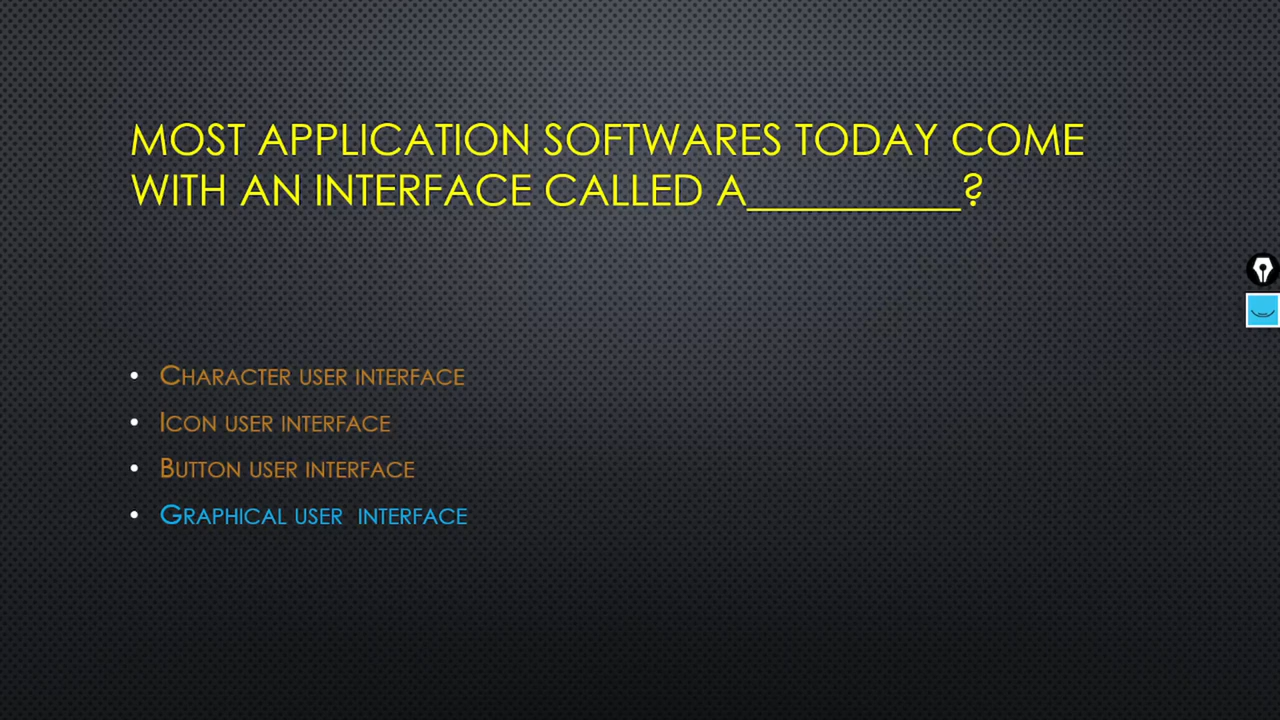 MOST APPLICATION SOFTWARES TODAY COME
WITH AN INTERFACE CALLED A__________?
• CHARACTER USER INTERFACE
• ICON USER INTERFACE
• BUTTON USER INTERFACE
• GRAPHICAL USER  INTERFACE